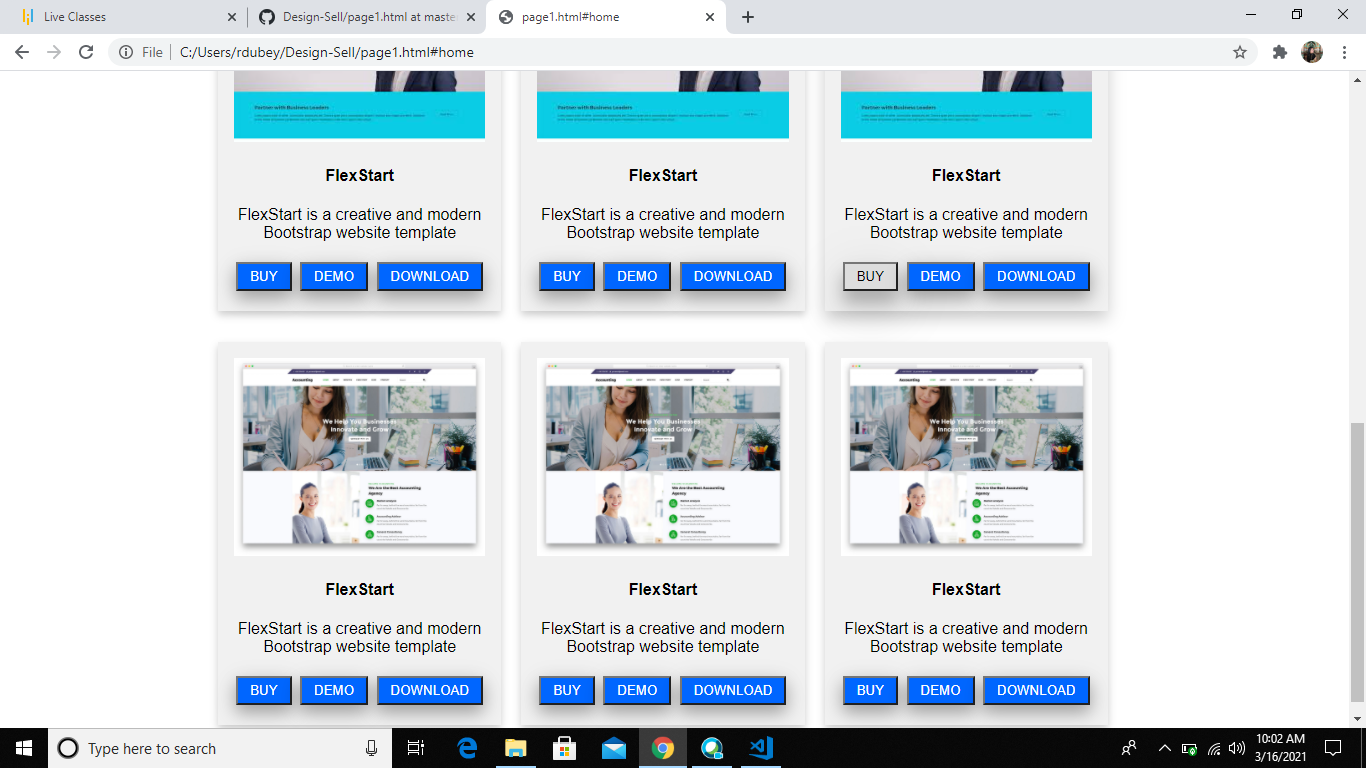 Live Classes
Design-Sell/page1.html at maste
page1.html#home
File
C:/Users/rdubey/Design-Sell/page1.html#home
Partner with Business Leaders
Partner with Business Leaders
Partner with Business Leaders
FlexStart
FlexStart
FlexStart
FlexStart is a creative and modern
Bootstrap website template
FlexStart is a creative and modern
Bootstrap website template
FlexStart is a creative and modern
Bootstrap website template
BUY DEMO DOWNLOAD
BUY DEMO DOWNLOAD
BUY DEMO DOWNLOAD
Accounting
We Help You Businesses
Innovate and Grow
We Are the Best Accounting
Agency
Accounting
We Help You Businesses
Innovate and Grow
We Are the Best Accounting
Agency
Accounting
We Help You Businesses
Innovate and Grow
We Are the Best Accounting
Agency
FlexStart
FlexStart
FlexStart
FlexStart is a creative and modern
Bootstrap website template
FlexStart is a creative and modern
Bootstrap website template
FlexStart is a creative and modern
Bootstrap website template
BUY DEMO DOWNLOAD
BUY DEMO DOWNLOAD
BUY DEMO DOWNLOAD
Type here to search
10:02 AM
3/16/2021